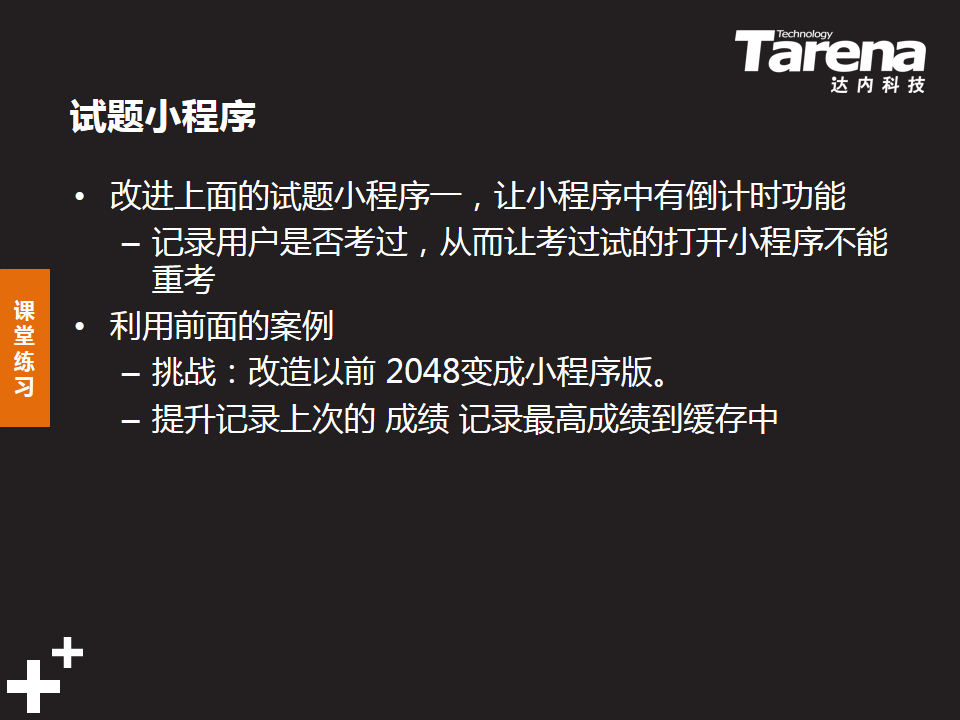 Technology
Tarena
达内科技
试题小程序
• 改进上面的试题小程序一，让小程序中有倒计时功能
– 记录用户是否考过，从而让考过试的打开小程序不能
重考
• 利用前面的案例
– 挑战：改造以前 2048变成小程序版。
– 提升记录上次的 成绩 记录最高成绩到缓存中
课
堂
练
习